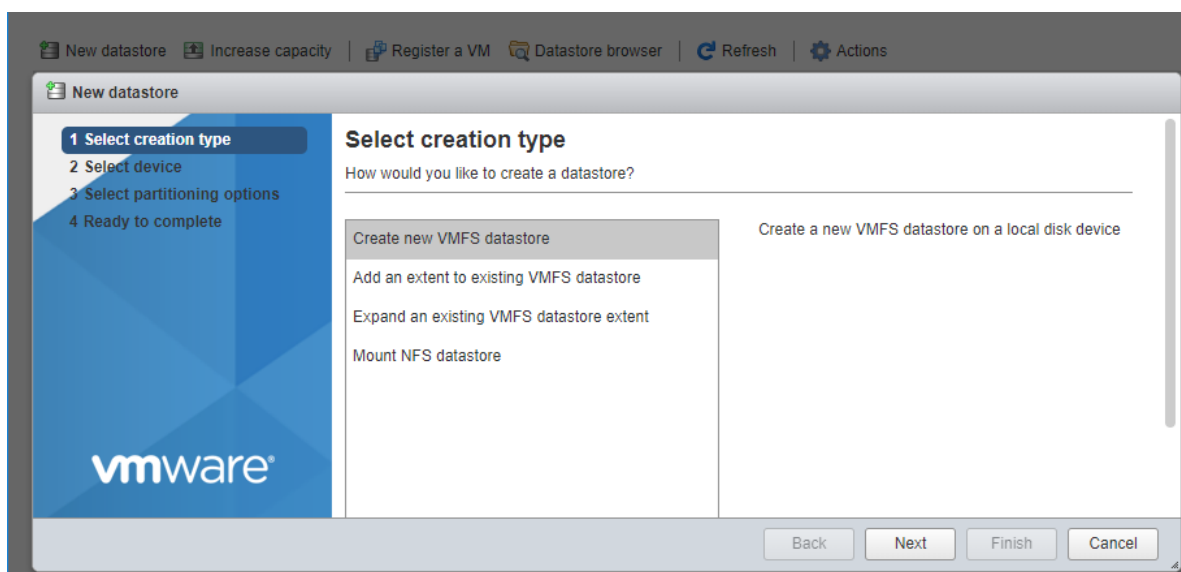 New datastore Increase capacity Register a VM Datastore browser Refresh Actions
New datastore
1 Select creation type
2 Select device
3 Select partitioning options
4 Ready to complete
vmware®
Select creation type
How would you like to create a datastore?
Create new VMFS datastore
Add an extent to existing VMFS datastore
Expand an existing VMFS datastore extent
Mount NFS datastore
Create a new VMFS datastore on a local disk device
Back Next Finish Cancel